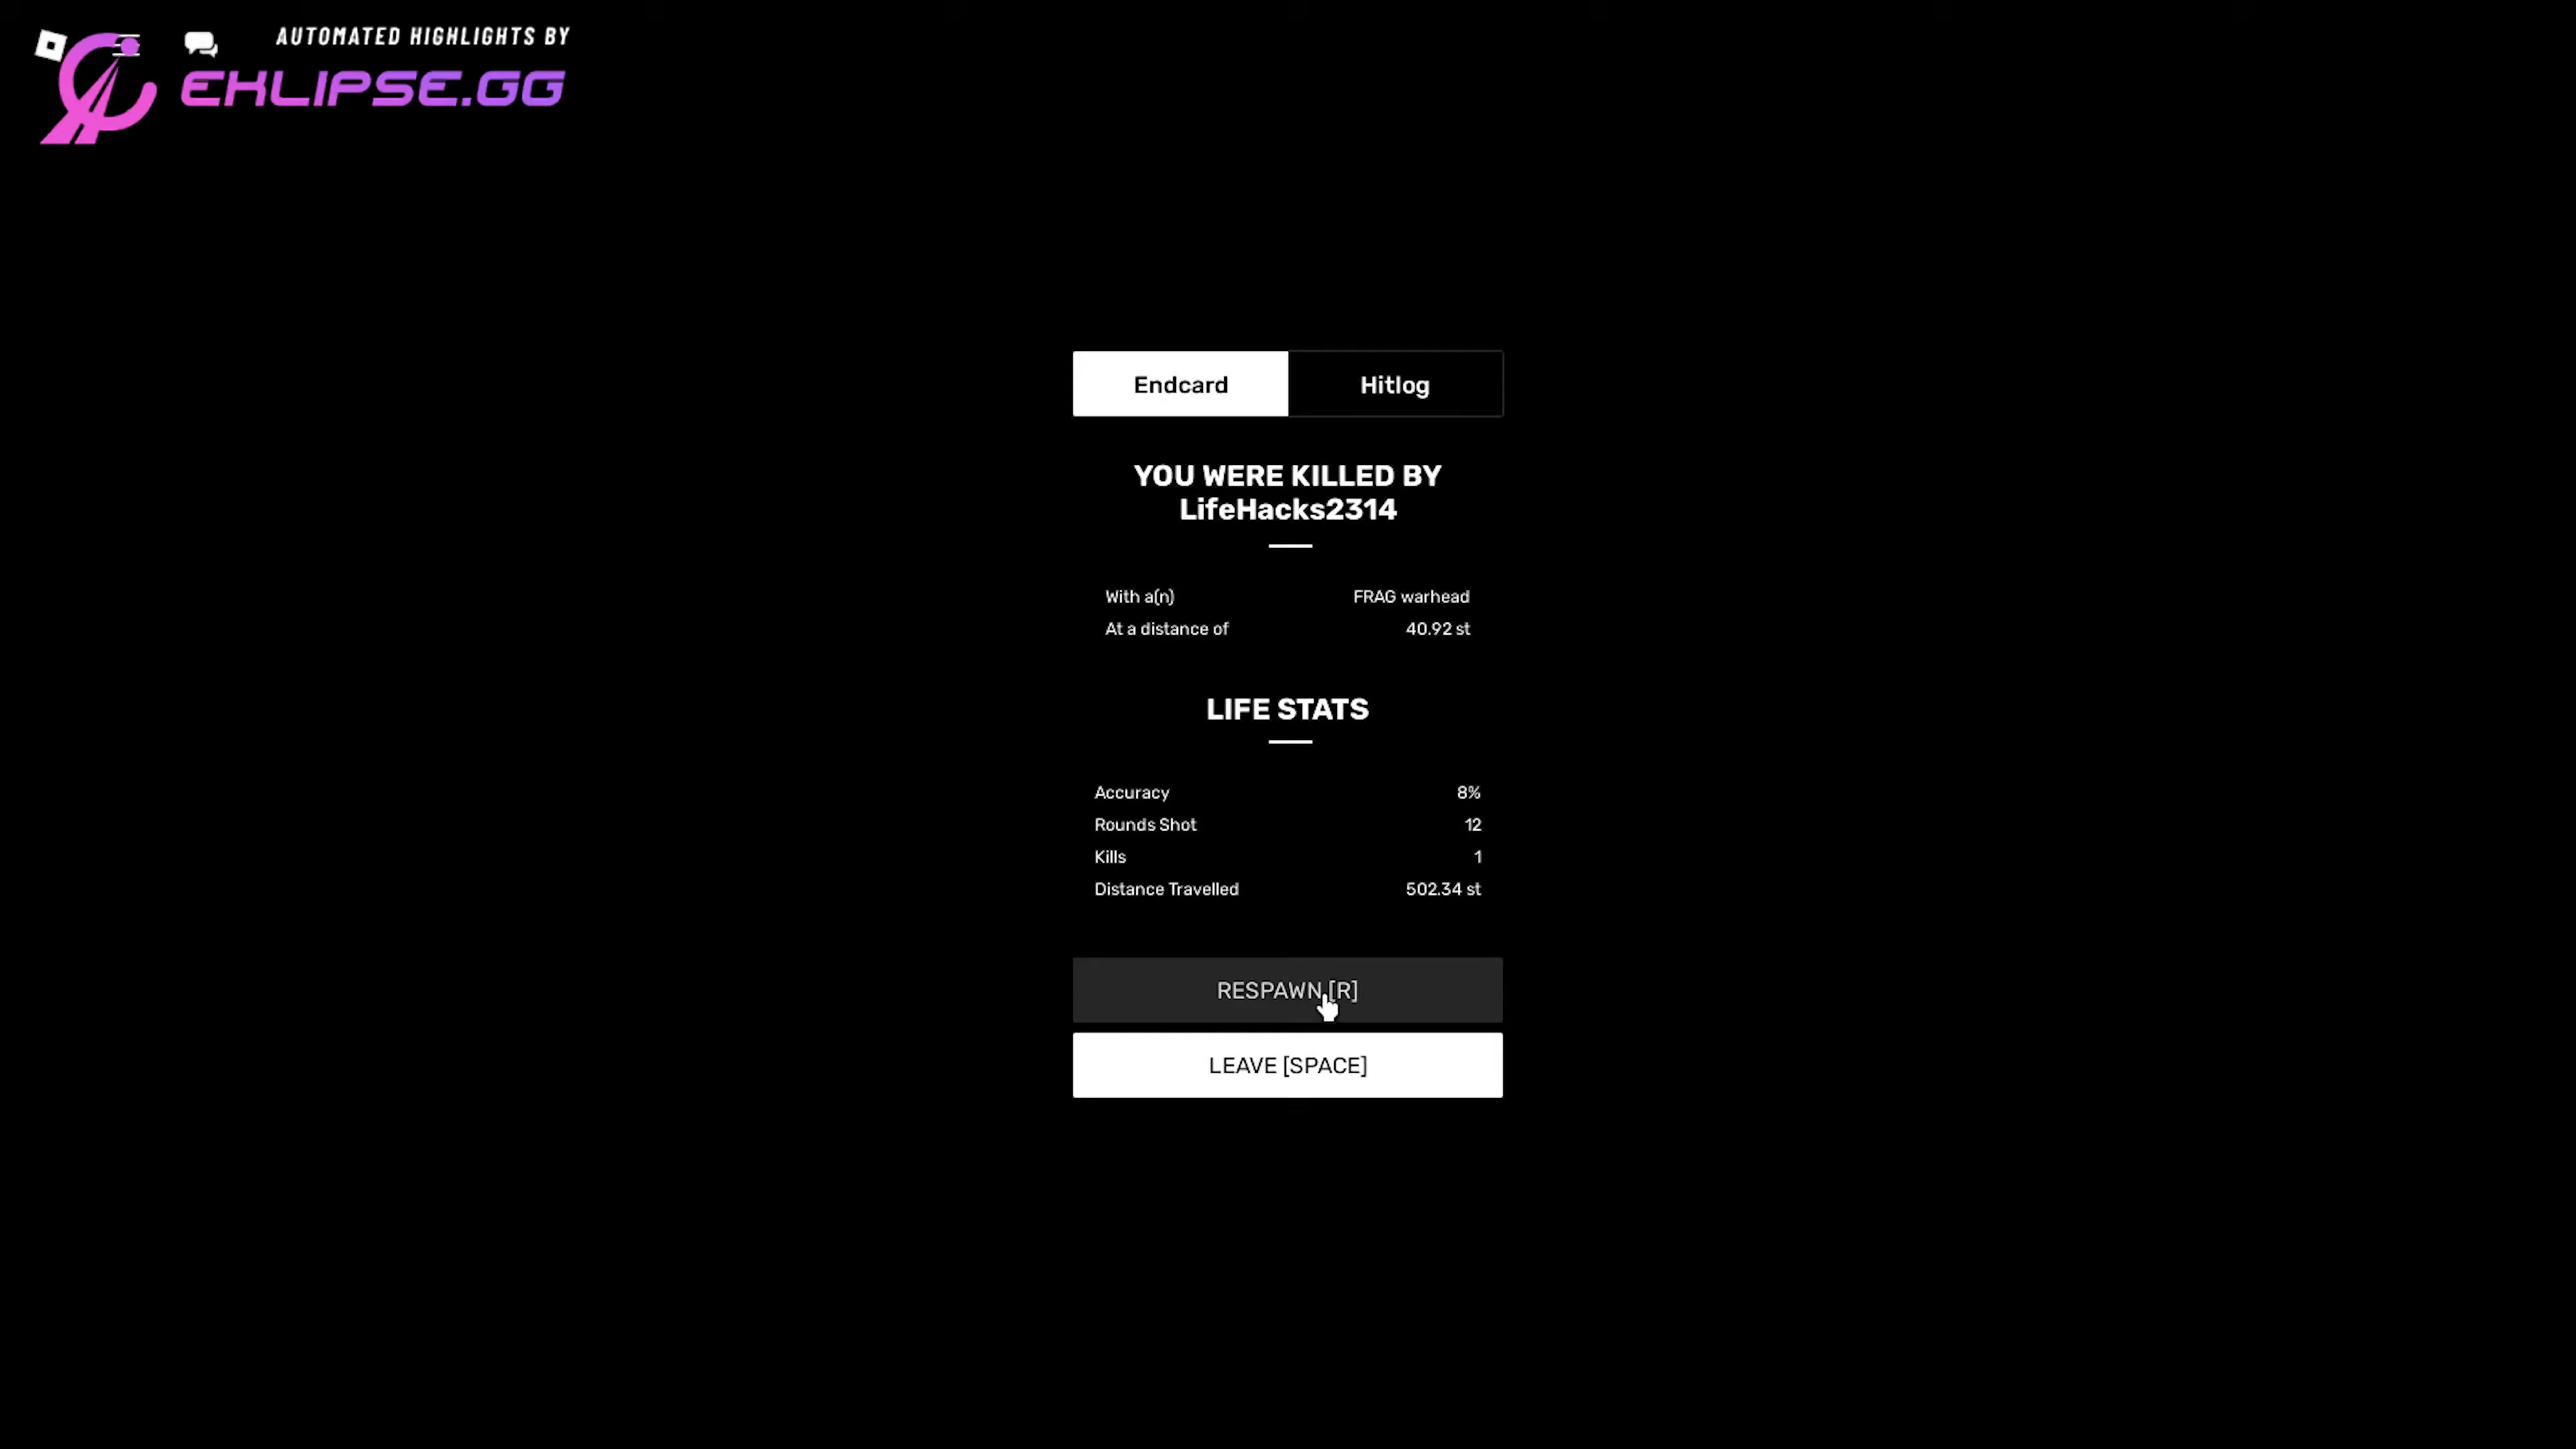 AUTOMATED HIGHLIGHTS BY
EKLIPSE.GG
Endcard Hitlog
YOU WERE KILLED BY
LifeHacks2314
With a(n) FRAG warhead
At a distance of 40.92 st
LIFE STATS
Accuracy 8%
Rounds Shot 12
Kills 1
Distance Travelled 502.34 st
RESPAWN [R]
LEAVE [SPACE]